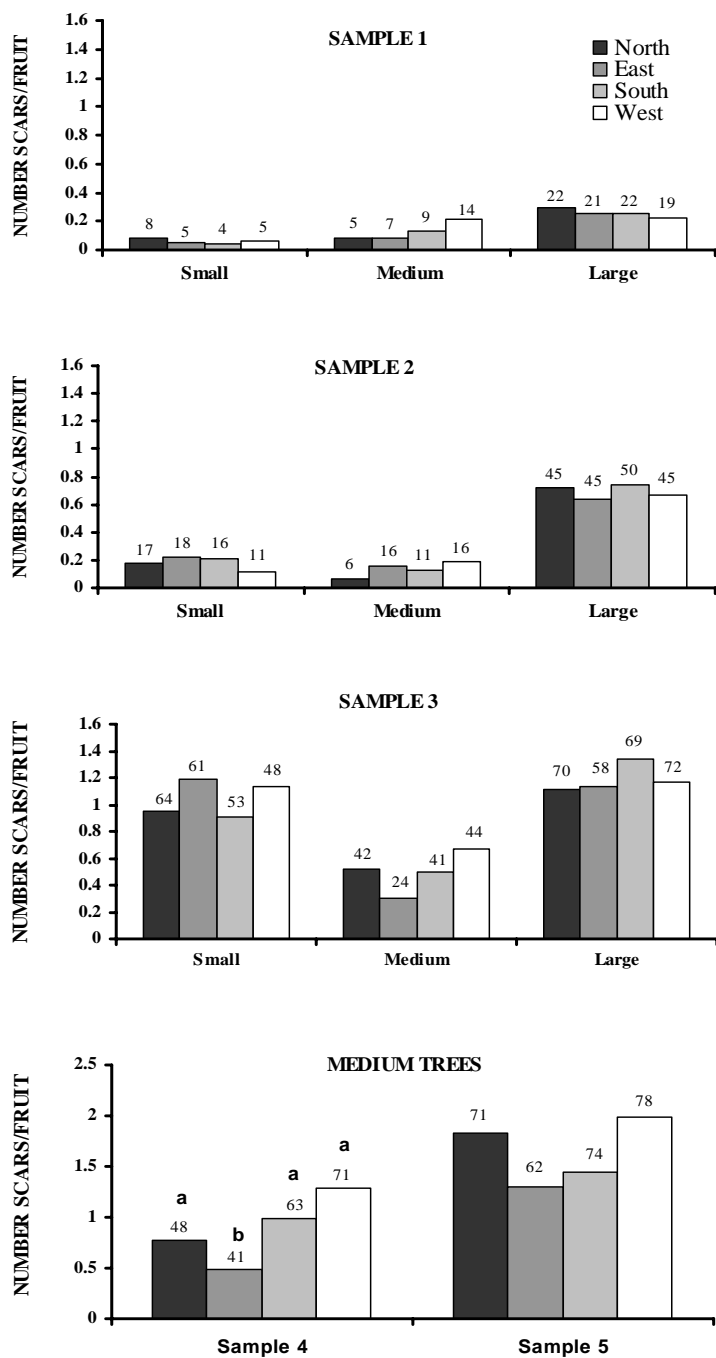 SAMPLE 1
NUMBER SCARS/FRUIT
1.6
1.4
1.2
1
0.8
0.6
0.4
0.2
0
North
East
South
West
8 5 4 5 5 7 9 14 22 21 22 19
Small Medium Large
SAMPLE 2
NUMBER SCARS/FRUIT
1.6
1.4
1.2
1
0.8
0.6
0.4
0.2
0
17 18 16 11 6 16 11 16 45 45 50 45
Small Medium Large
SAMPLE 3
NUMBER SCARS/FRUIT
1.6
1.4
1.2
1
0.8
0.6
0.4
0.2
0
64 61 53 48 42 24 41 44 70 58 69 72
Small Medium Large
MEDIUM TREES
NUMBER SCARS/FRUIT
2.5
2
1.5
1
0.5
0
a b a a
48 41 63 71 71 62 74 78
Sample 4 Sample 5